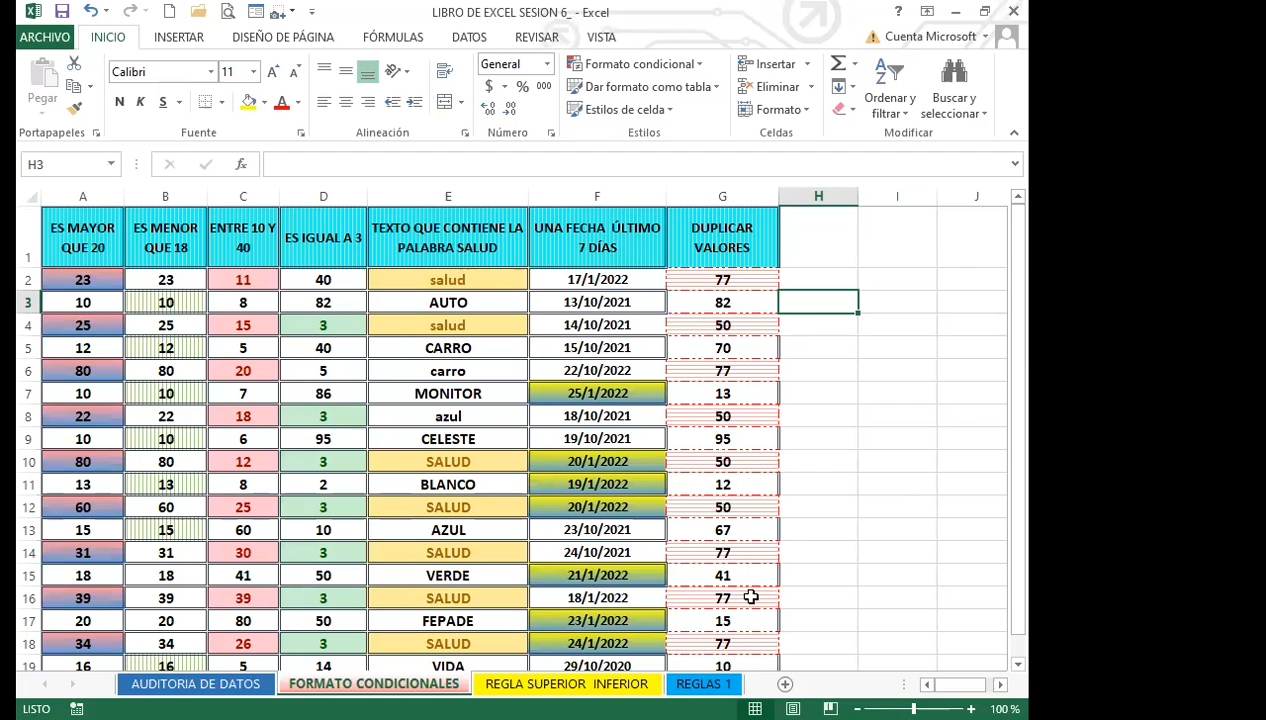 LIBRO DE EXCEL SESION 6_ - Excel
ARCHIVO INICIO INSERTAR DISEÑO DE PÁGINA FÓRMULAS DATOS REVISAR VISTA Cuenta Microsoft
Pegar
Calibri 11
N K S
General
$ % 000
Formato condicional
Dar formato como tabla
Estilos de celda
Insertar
Eliminar
Formato
Ordenar y filtrar
Buscar y seleccionar
Portapapeles Fuente Alineación Número Estilos Celdas Modificar
H3 fx
A B C D E F G H I J
1 ES MAYOR QUE 20 ES MENOR QUE 18 ENTRE 10 Y 40 ES IGUAL A 3 TEXTO QUE CONTIENE LA PALABRA SALUD UNA FECHA ÚLTIMO 7 DÍAS DUPLICAR VALORES
2 23 23 11 40 salud 17/1/2022 77
3 10 10 8 82 AUTO 13/10/2021 82
4 25 25 15 3 salud 14/10/2021 50
5 12 12 5 40 CARRO 15/10/2021 70
6 80 80 20 5 carro 22/10/2021 77
7 10 10 7 86 MONITOR 25/1/2022 13
8 22 22 18 3 azul 18/10/2021 50
9 10 10 6 95 CELESTE 19/10/2021 95
10 80 80 12 3 SALUD 20/1/2022 50
11 13 13 8 2 BLANCO 19/1/2022 12
12 60 60 25 3 SALUD 20/1/2022 50
13 15 15 60 10 AZUL 23/10/2021 67
14 31 31 30 3 SALUD 24/10/2021 77
15 18 18 41 50 VERDE 21/1/2022 41
16 39 39 39 3 SALUD 18/1/2022 77
17 20 20 80 50 FEPADE 23/1/2022 15
18 34 34 26 3 SALUD 24/1/2022 77
19 16 16 5 14 VIDA 29/10/2020 10
AUDITORIA DE DATOS FORMATO CONDICIONALES REGLA SUPERIOR INFERIOR REGLAS 1
LISTO 100 %